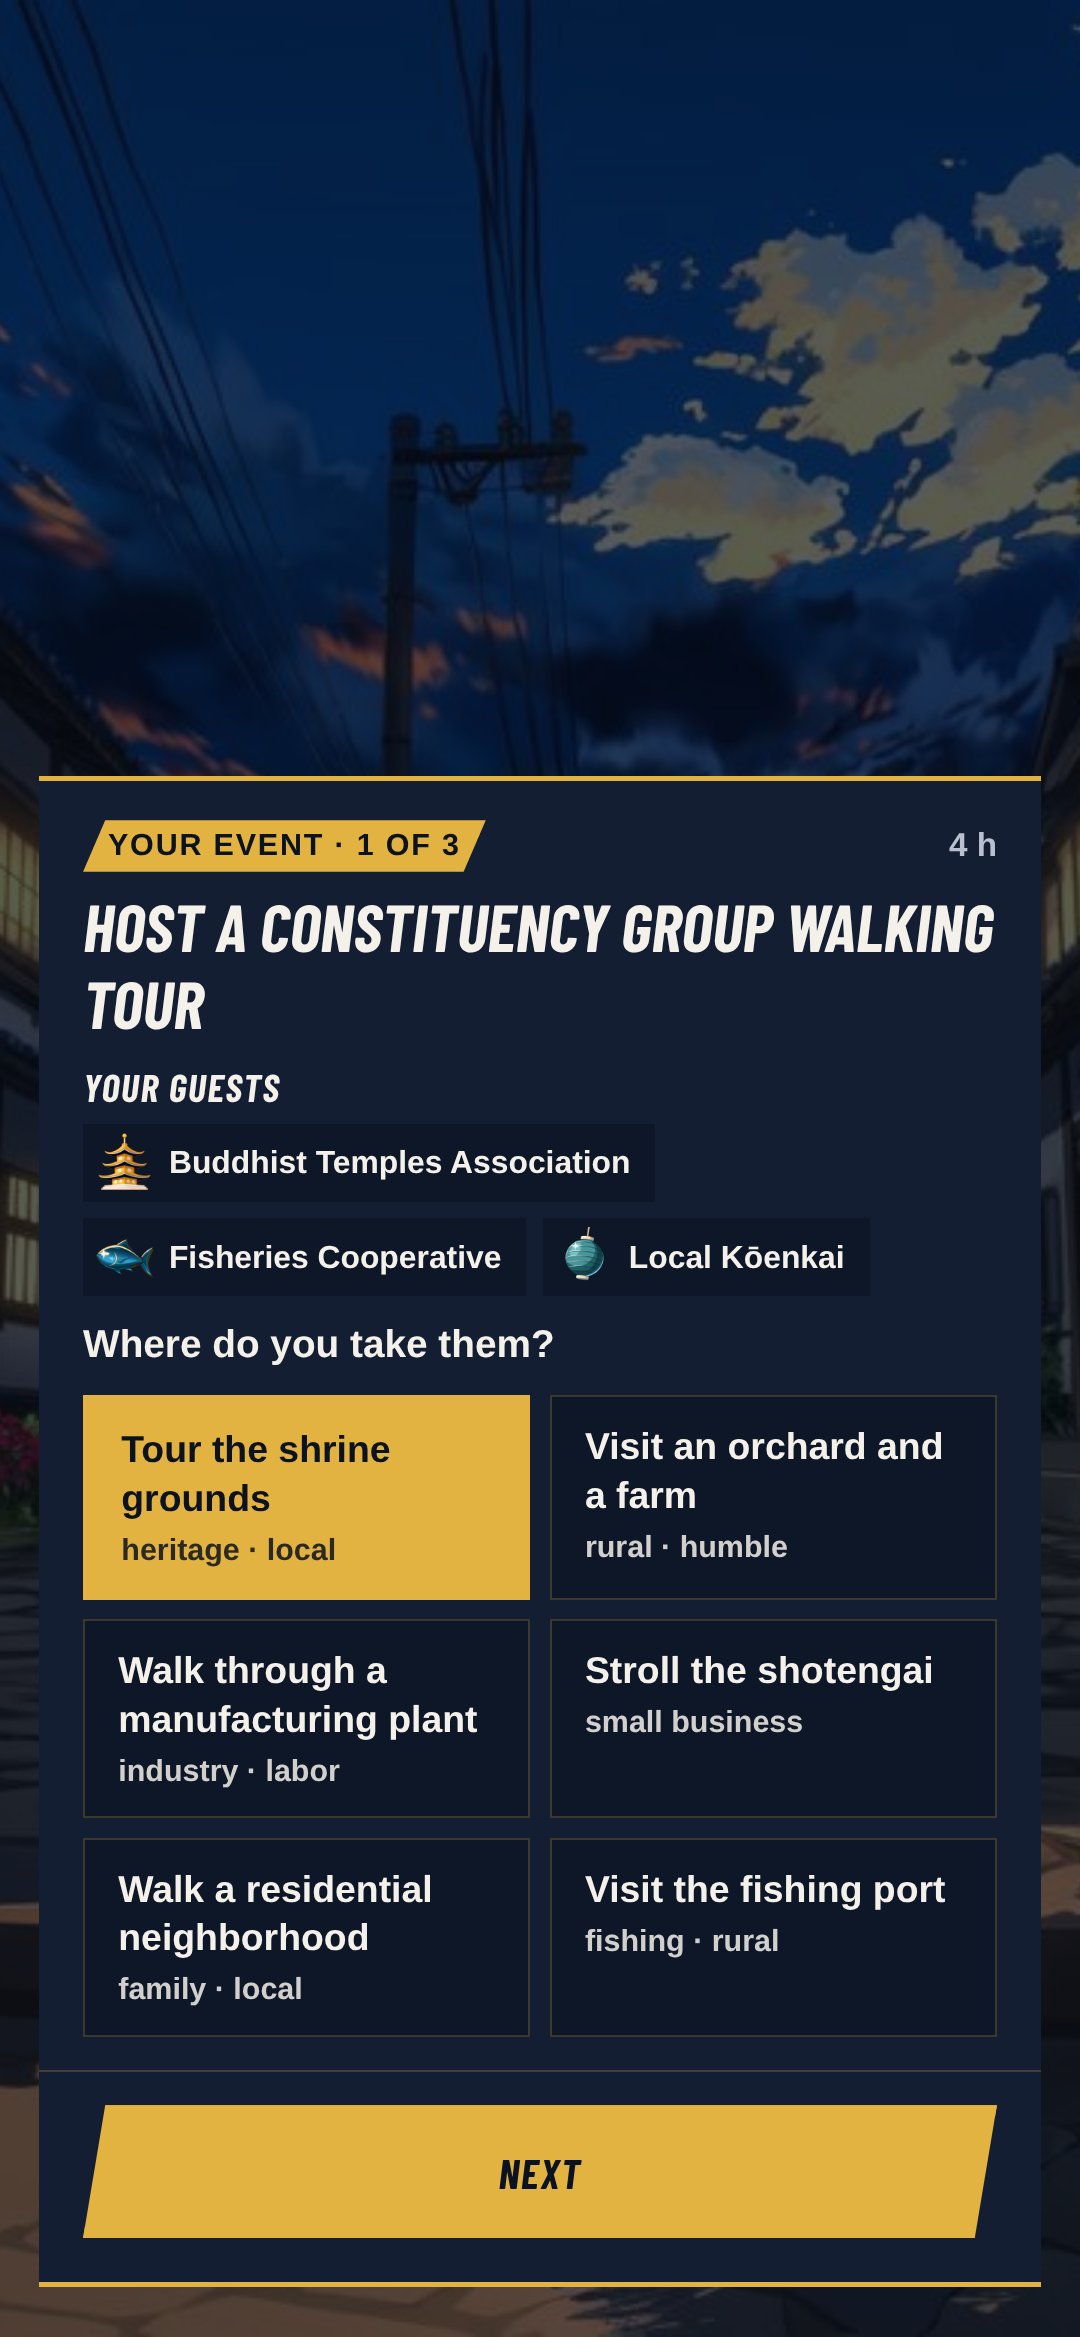 YOUR EVENT · 1 OF 3
4 h
HOST A CONSTITUENCY GROUP WALKING
TOUR
YOUR GUESTS
Buddhist Temples Association
Fisheries Cooperative
Local Kōenkai
Where do you take them?
Tour the shrine
grounds
heritage · local
Visit an orchard and
a farm
rural · humble
Walk through a
manufacturing plant
industry · labor
Stroll the shotengai
small business
Walk a residential
neighborhood
family · local
Visit the fishing port
fishing · rural
NEXT